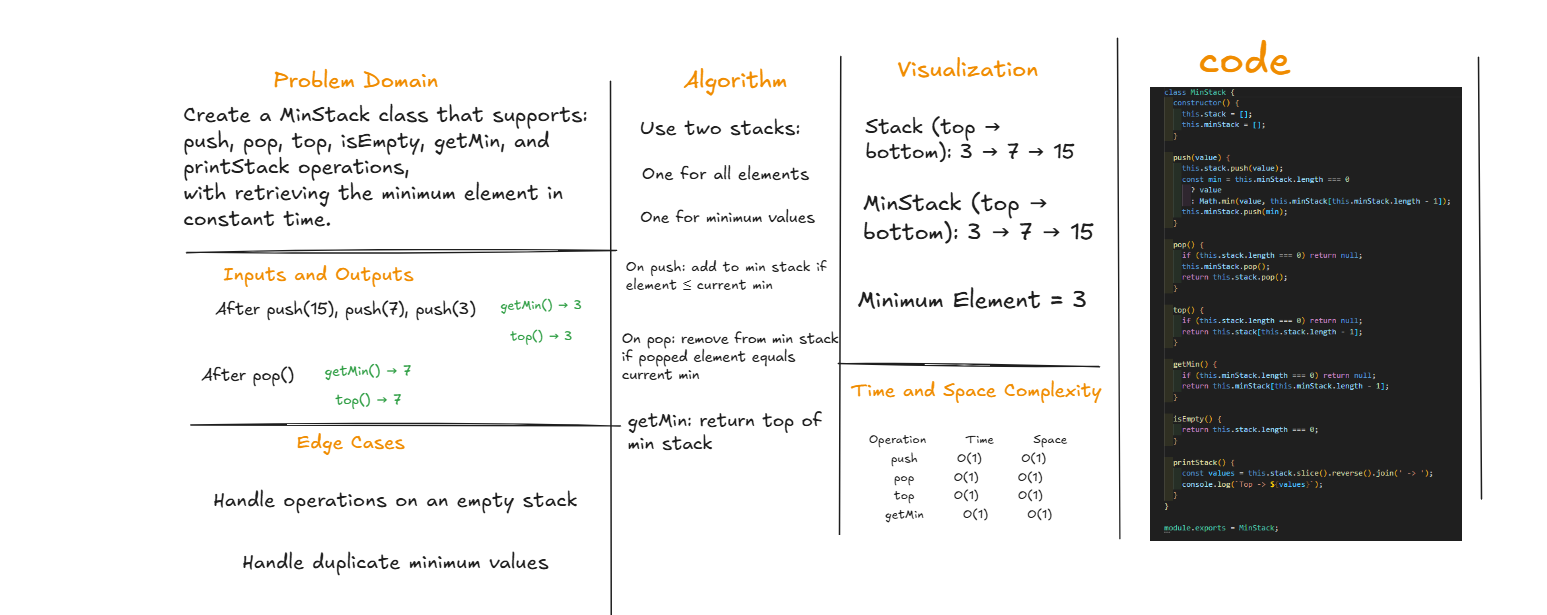 Problem Domain
Create a MinStack class that supports:
push, pop, top, isEmpty, getMin, and
printStack operations,
with retrieving the minimum element in
constant time.
Inputs and Outputs
After push(15), push(7), push(3)
getMin() → 3
top() → 3
After pop()
getMin() → 7
top() → 7
Edge Cases
Handle operations on an empty stack
Handle duplicate minimum values
Algorithm
Use two stacks:
One for all elements
One for minimum values
On push: add to min stack if
element ≤ current min
On pop: remove from min stack
if popped element equals
current min
getMin: return top of
min stack
Visualization
Stack (top →
bottom): 3 → 7 → 15
MinStack (top →
bottom): 3 → 7 → 15
Minimum Element = 3
Time and Space Complexity
Operation Time Space
push O(1) O(1)
pop O(1) O(1)
top O(1) O(1)
getMin O(1) O(1)
code
class MinStack {
constructor() {
this.stack = [];
this.minStack = [];
}
push(value) {
this.stack.push(value);
const min = this.minStack.length === 0
? value
: Math.min(value, this.minStack[this.minStack.length - 1]);
this.minStack.push(min);
}
pop() {
if (this.stack.length === 0) return null;
this.minStack.pop();
return this.stack.pop();
}
top() {
if (this.stack.length === 0) return null;
return this.stack[this.stack.length - 1];
}
getMin() {
if (this.minStack.length === 0) return null;
return this.minStack[this.minStack.length - 1];
}
isEmpty() {
return this.stack.length === 0;
}
printStack() {
const values = this.stack.slice().reverse().join(' -> ');
console.log(`Top -> ${values}`);
}
}
module.exports = MinStack;